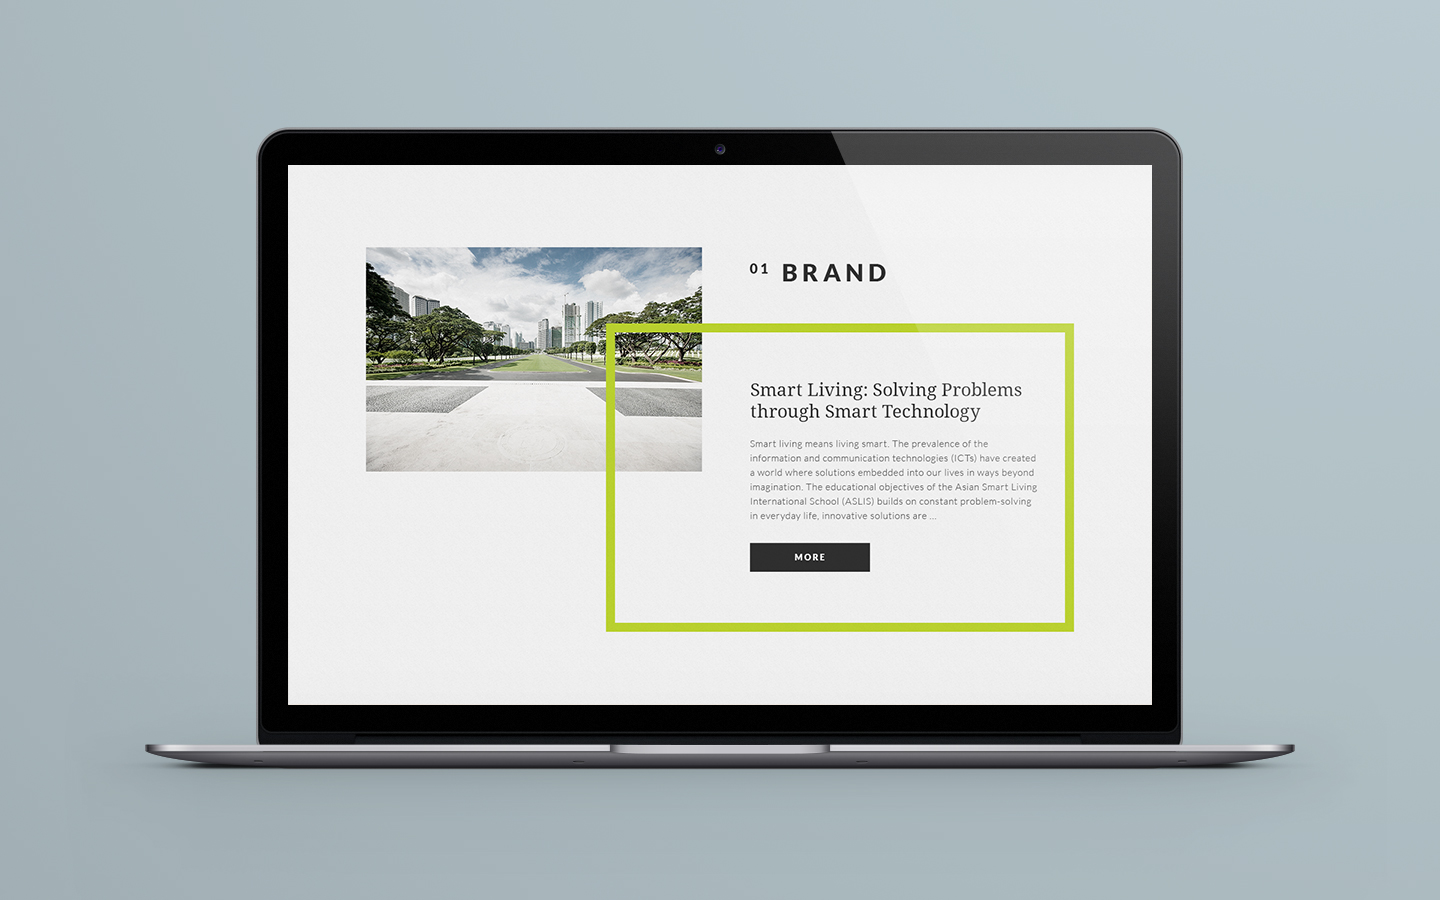 01 BRAND
Smart Living: Solving Problems
through Smart Technology
Smart living means living smart. The prevalence of the
information and communication technologies (ICTs) have created
a world where solutions embedded into our lives in ways beyond
imagination. The educational objectives of the Asian Smart Living
International School (ASLIS) builds on constant problem-solving
in everyday life, innovative solutions are ...
MORE